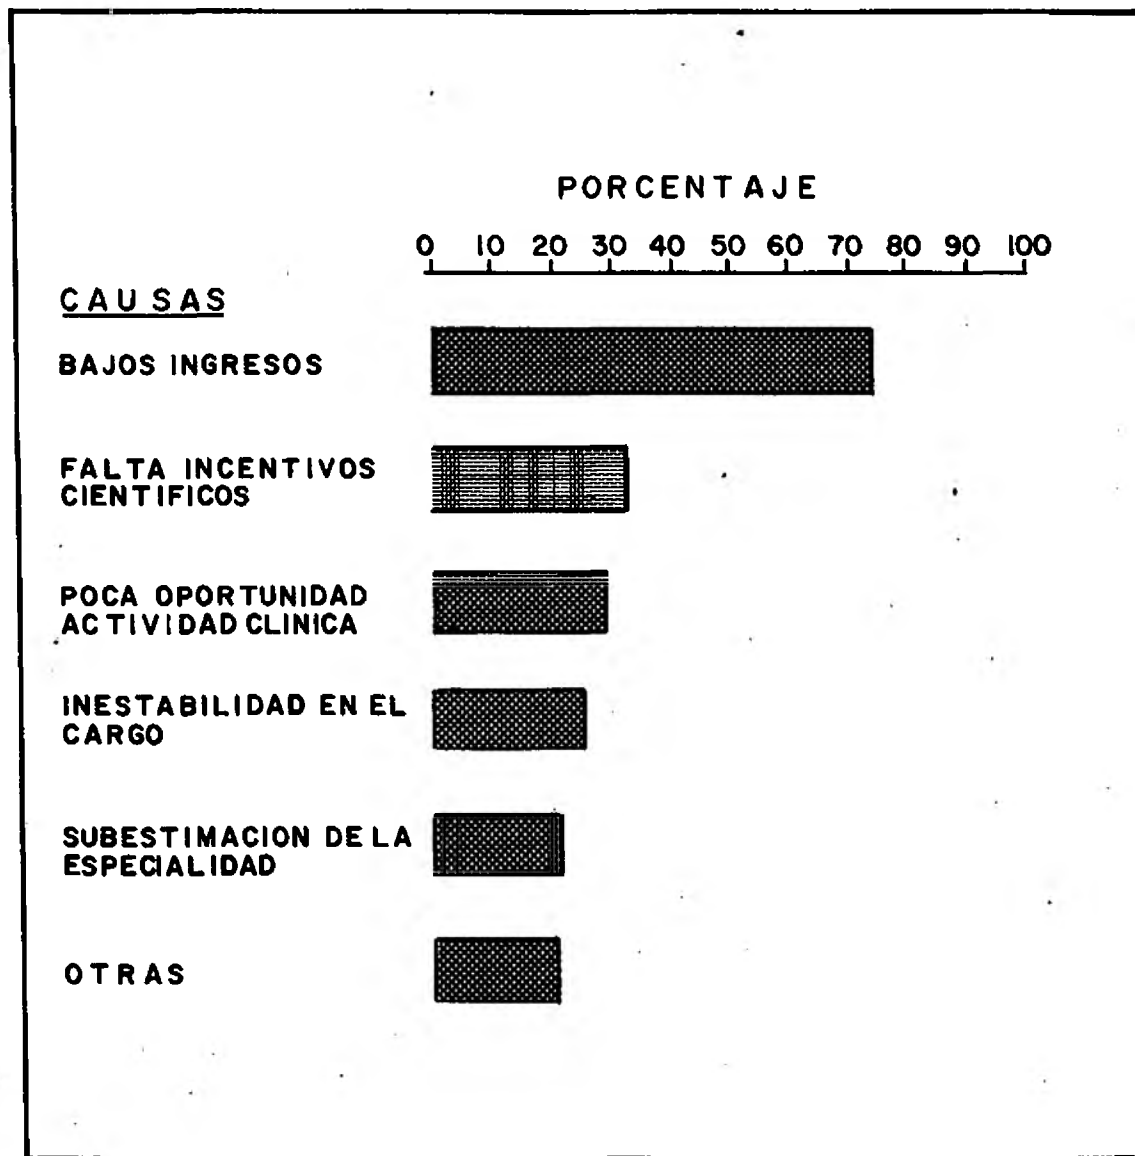 PORCENTAJE
0 10 20 30 40 50 60 70 80 90 100
CAUSAS
BAJOS INGRESOS
FALTA INCENTIVOS
CIENTIFICOS
POCA OPORTUNIDAD
ACTIVIDAD CLINICA
INESTABILIDAD EN EL
CARGO
SUBESTIMACION DE LA
ESPECIALIDAD
OTRAS